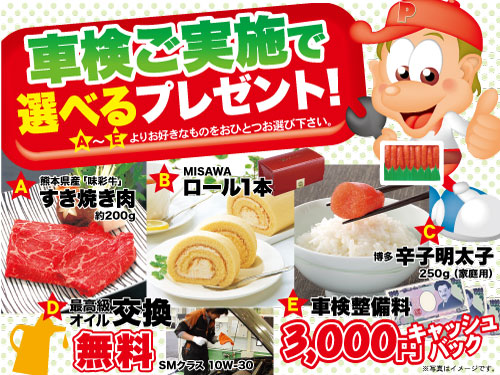 P
車検ご実施で
選べるプレゼント!
A～Eよりお好きなものをおひとつお選び下さい。
A
熊本県産「味彩牛」
すき焼き肉
約200g
B
MISAWA
ロール1本
C
博多 辛子明太子
250g（家庭用）
D
最高級
オイル交換
無料
SMクラス 10W-30
E
車検整備料
3,000円キャッシュ
バック
※写真はイメージです。